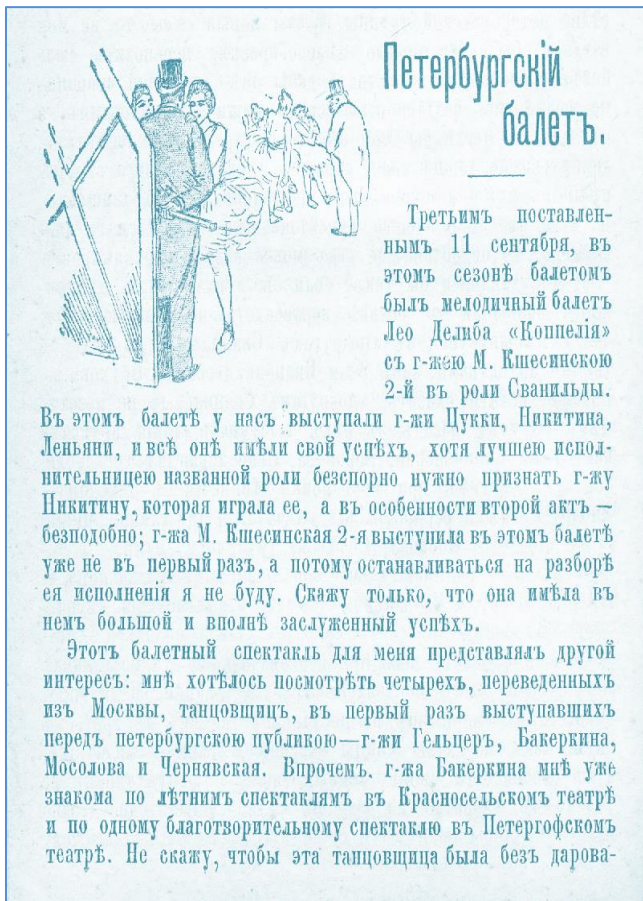 Петербургскій
балетъ.
Третьимъ поставлен-
нымъ 11 сентября, въ
этомъ сезонѣ балетомъ
былъ мелодичный балетъ
Лео Делиба «Коппелія»
съ г-жею М. Кшесинскою
2-й въ роли Сванильды.
Въ этомъ балетѣ у насъ выступали г-жи Цукки, Никитина,
Леньяни, и всѣ онѣ имѣли свой успѣхъ, хотя лучшею испол-
нительницею названной роли безспорно нужно признать г-жу
Никитину, которая играла ее, а въ особенности второй актъ —
безподобно; г-жа М. Кшесинская 2-я выступила въ этомъ балетѣ
уже не въ первый разъ, а потому останавливаться на разборѣ
ея исполненія я не буду. Скажу только, что она имѣла въ
немъ большой и вполнѣ заслуженный успѣхъ.
Этотъ балетный спектакль для меня представлялъ другой
интересъ: мнѣ хотѣлось посмотрѣть четырехъ, переведенныхъ
изъ Москвы, танцовщицъ, въ первый разъ выступавшихъ
передъ петербургскою публикою—г-жи Гельцеръ, Бакеркина,
Мосолова и Чернявская. Впрочемъ. г-жа Бакеркина мнѣ уже
знакома по лѣтнимъ спектаклямъ въ Красносельскомъ театрѣ
и по одному благотворительному спектаклю въ Петергофскомъ
театрѣ. Не скажу, чтобы эта танцовщица была безъ дарова-